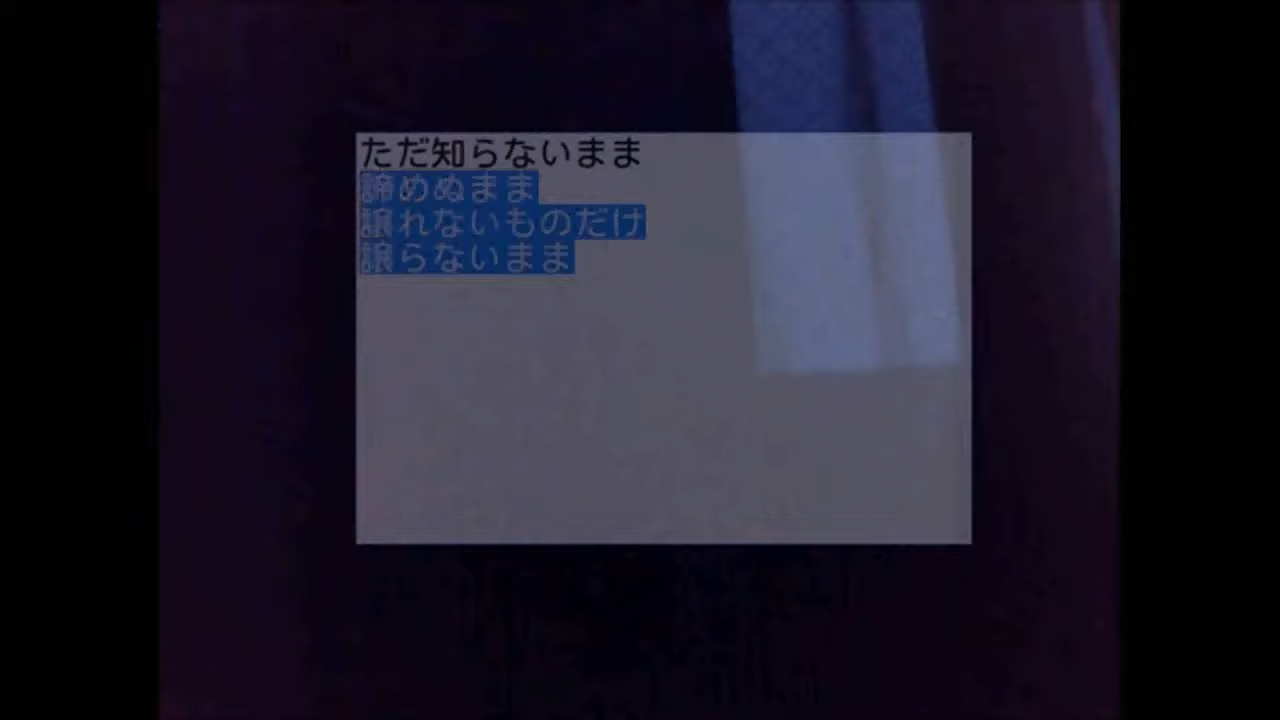 ただ知らないまま
諦めぬまま
譲れないものだけ
譲らないまま